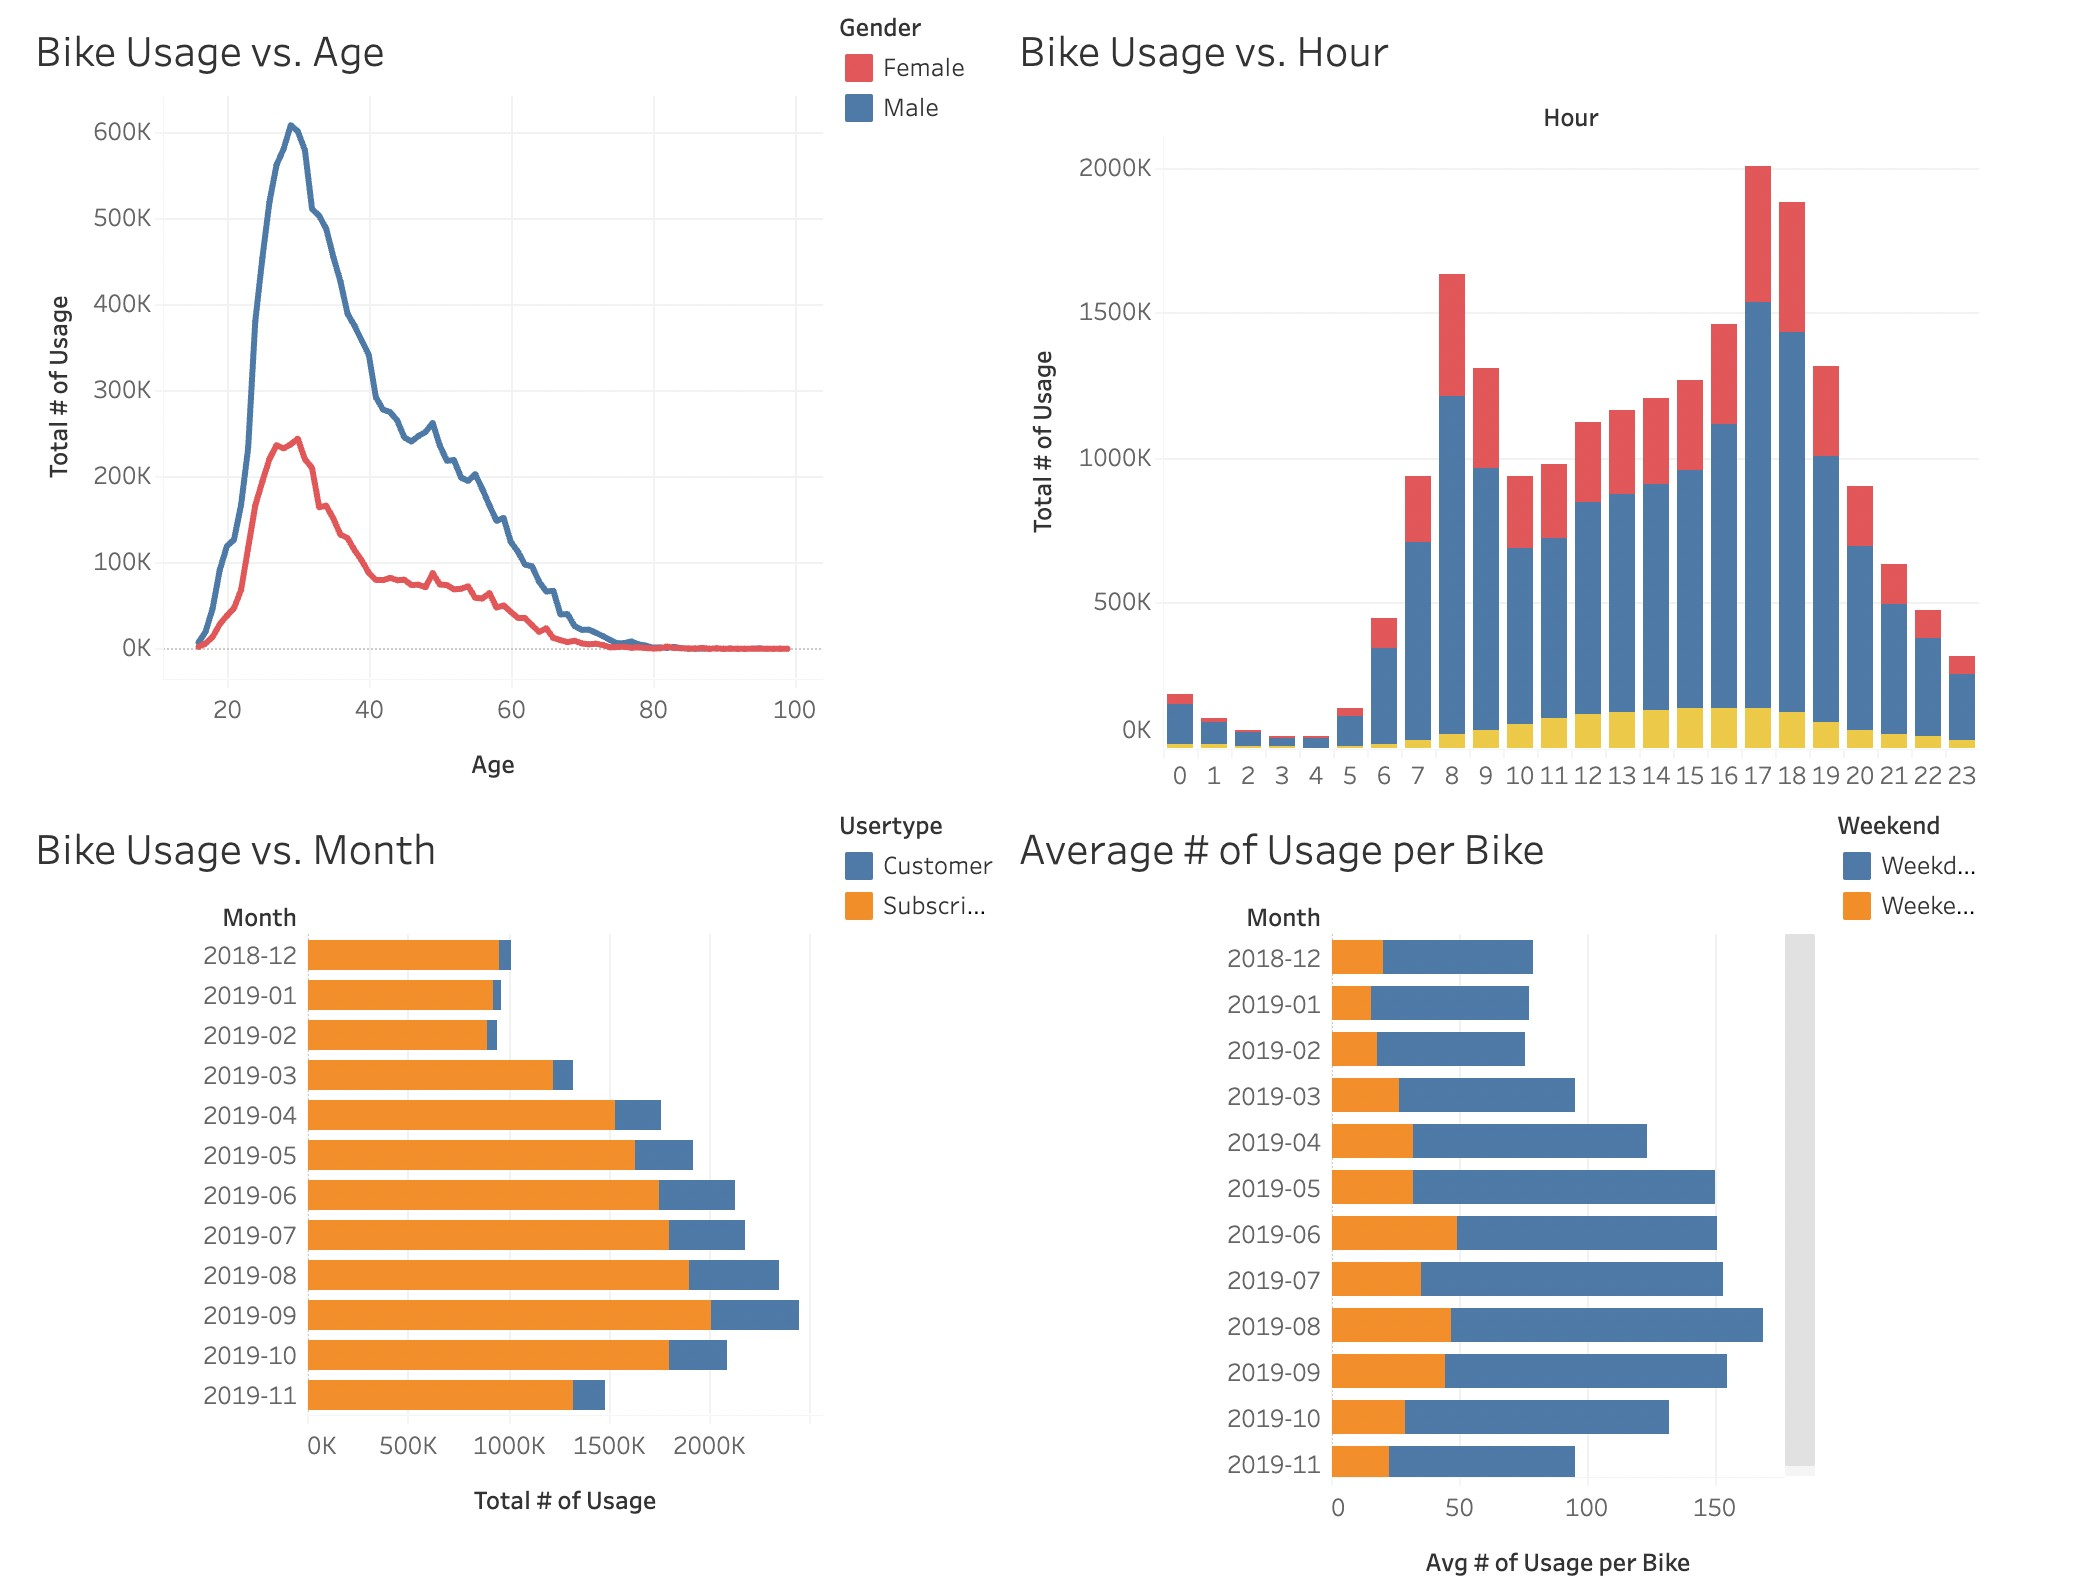 Bike Usage vs. Age
Gender
Female
Male
600K
500K
400K
300K
200K
100K
0K
Total # of Usage
20 40 60 80 100
Age
Bike Usage vs. Hour
Hour
2000K
1500K
1000K
500K
0K
Total # of Usage
0 1 2 3 4 5 6 7 8 9 10 11 12 13 14 15 16 17 18 19 20 21 22 23
Bike Usage vs. Month
Usertype
Customer
Subscri...
Month
2018-12
2019-01
2019-02
2019-03
2019-04
2019-05
2019-06
2019-07
2019-08
2019-09
2019-10
2019-11
0K 500K 1000K 1500K 2000K
Total # of Usage
Average # of Usage per Bike
Weekend
Weekd...
Weeke...
Month
2018-12
2019-01
2019-02
2019-03
2019-04
2019-05
2019-06
2019-07
2019-08
2019-09
2019-10
2019-11
0 50 100 150
Avg # of Usage per Bike